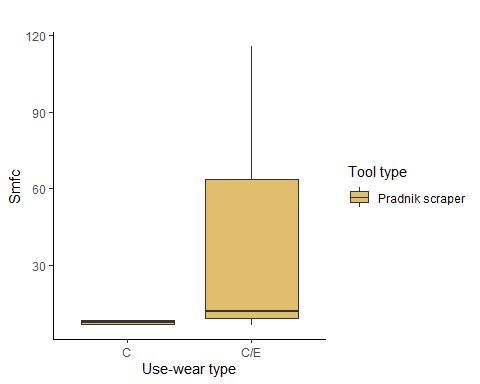 120
90
60
30
Smfc
C
C/E
Use-wear type
Tool type
Pradnik scraper